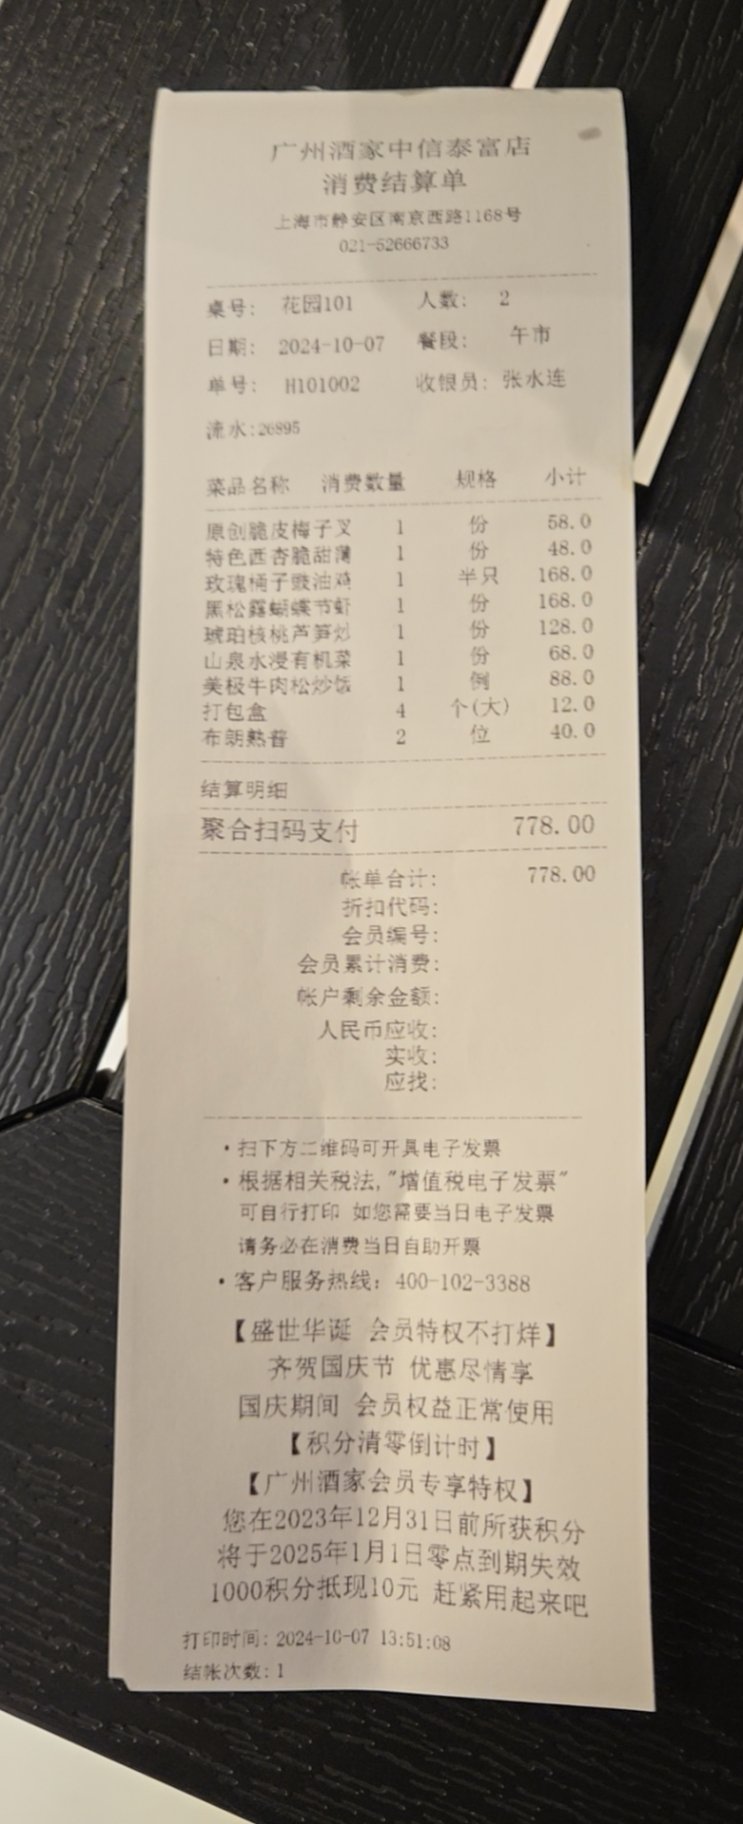 广州酒家中信泰富店
消费结算单
上海市静安区南京西路1168号
021-52666733
桌号: 花园101 人数: 2
日期: 2024-10-07 餐段: 午市
单号: H101002 收银员: 张水连
流水:26895
菜品名称 消费数量 规格 小计
原创脆皮梅子叉 1 份 58.0
特色西杏脆甜薄 1 份 48.0
玫瑰桶子豉油鸡 1 半只 168.0
黑松露蝴蝶节虾 1 份 168.0
琥珀核桃芦笋炒 1 份 128.0
山泉水浸有机菜 1 份 68.0
美极牛肉松炒饭 1 例 88.0
打包盒 4 个(大) 12.0
布朗熟普 2 位 40.0
结算明细
聚合扫码支付 778.00
帐单合计: 778.00
折扣代码:
会员编号:
会员累计消费:
帐户剩余金额:
人民币应收:
实收:
应找:
·扫下方二维码可开具电子发票
·根据相关税法,"增值税电子发票"
可自行打印 如您需要当日电子发票
请务必在消费当日自助开票
·客户服务热线: 400-102-3388
【盛世华诞 会员特权不打烊】
齐贺国庆节 优惠尽情享
国庆期间 会员权益正常使用
【积分清零倒计时】
【广州酒家会员专享特权】
您在2023年12月31日前所获积分
将于2025年1月1日零点到期失效
1000积分抵现10元 赶紧用起来吧
打印时间: 2024-10-07 13:51:08
结帐次数: 1